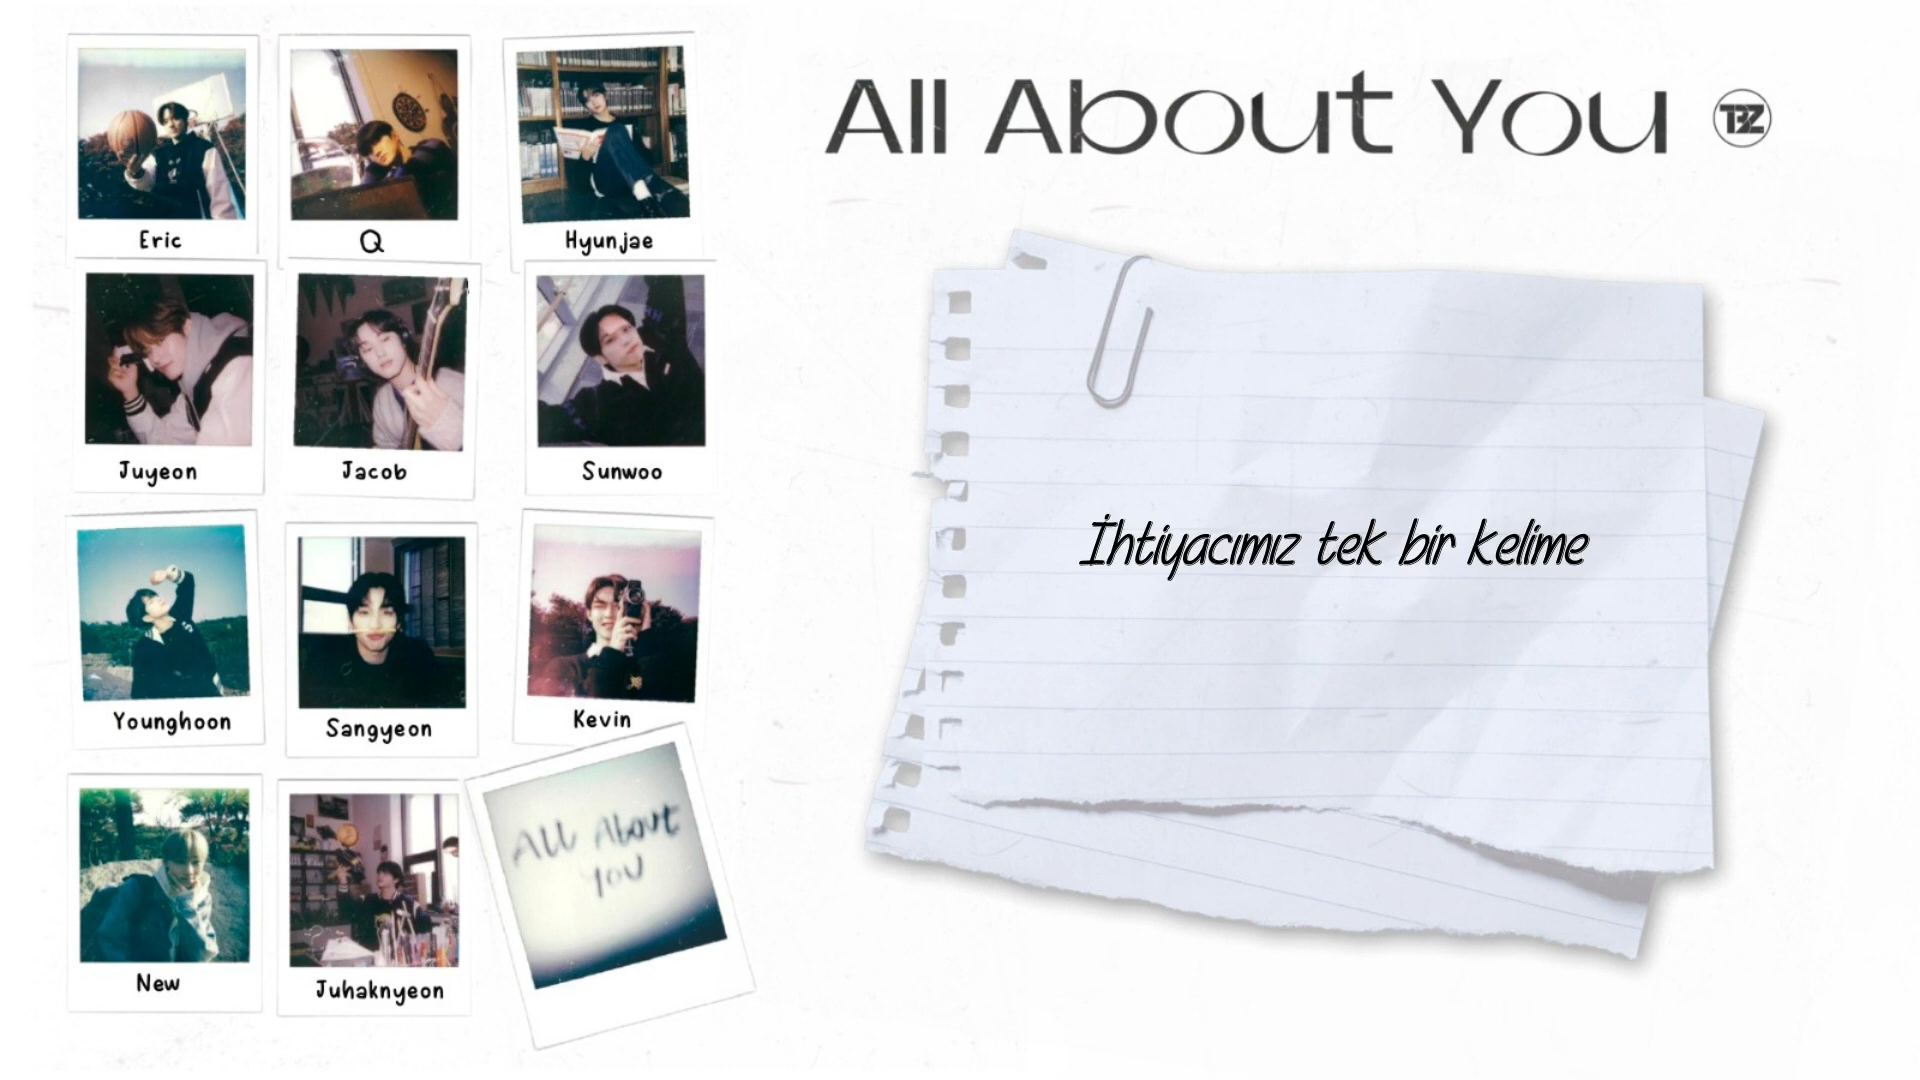 All About You TBZ
Eric
Q
Hyunjae
Juyeon
Jacob
Sunwoo
Younghoon
Sangyeon
Kevin
New
Juhaknyeon
ALL About
you
İhtiyacımız tek bir kelime